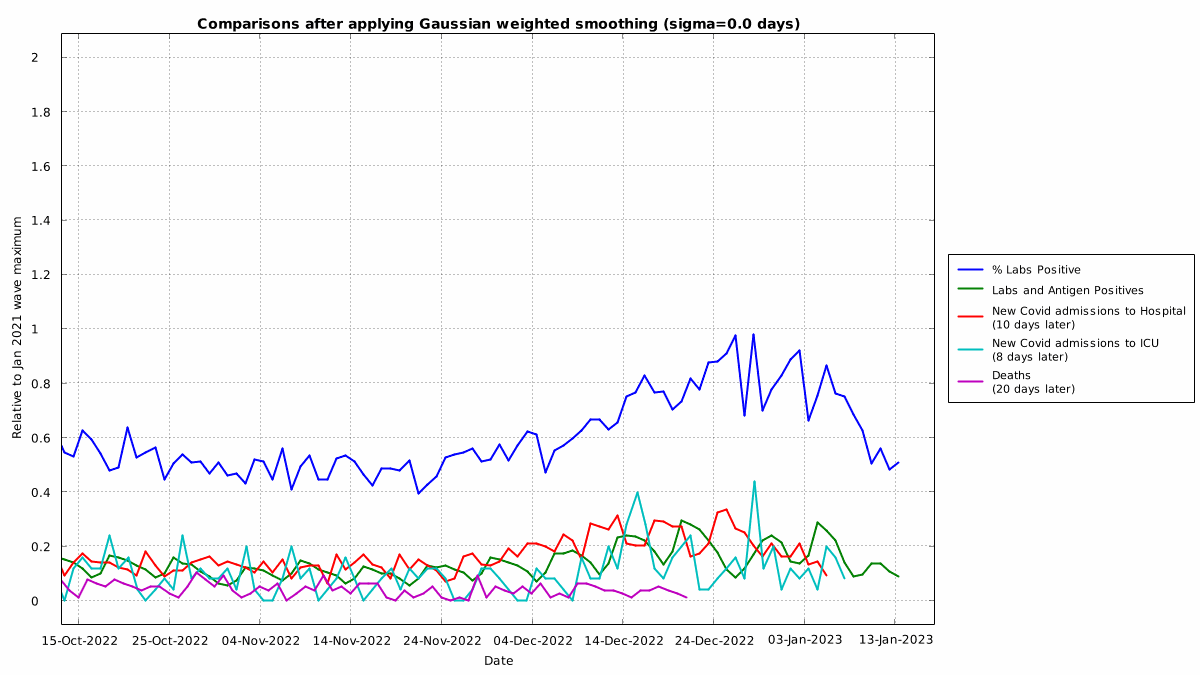 Comparisons after applying Gaussian weighted smoothing (sigma=0.0 days)
2
1.8
1.6
1.4
1.2
1
0.8
0.6
0.4
0.2
0
Relative to Jan 2021 wave maximum
15-Oct-2022 25-Oct-2022 04-Nov-2022 14-Nov-2022 24-Nov-2022 04-Dec-2022 14-Dec-2022 24-Dec-2022 03-Jan-2023 13-Jan-2023
Date
% Labs Positive
Labs and Antigen Positives
New Covid admissions to Hospital
(10 days later)
New Covid admissions to ICU
(8 days later)
Deaths
(20 days later)